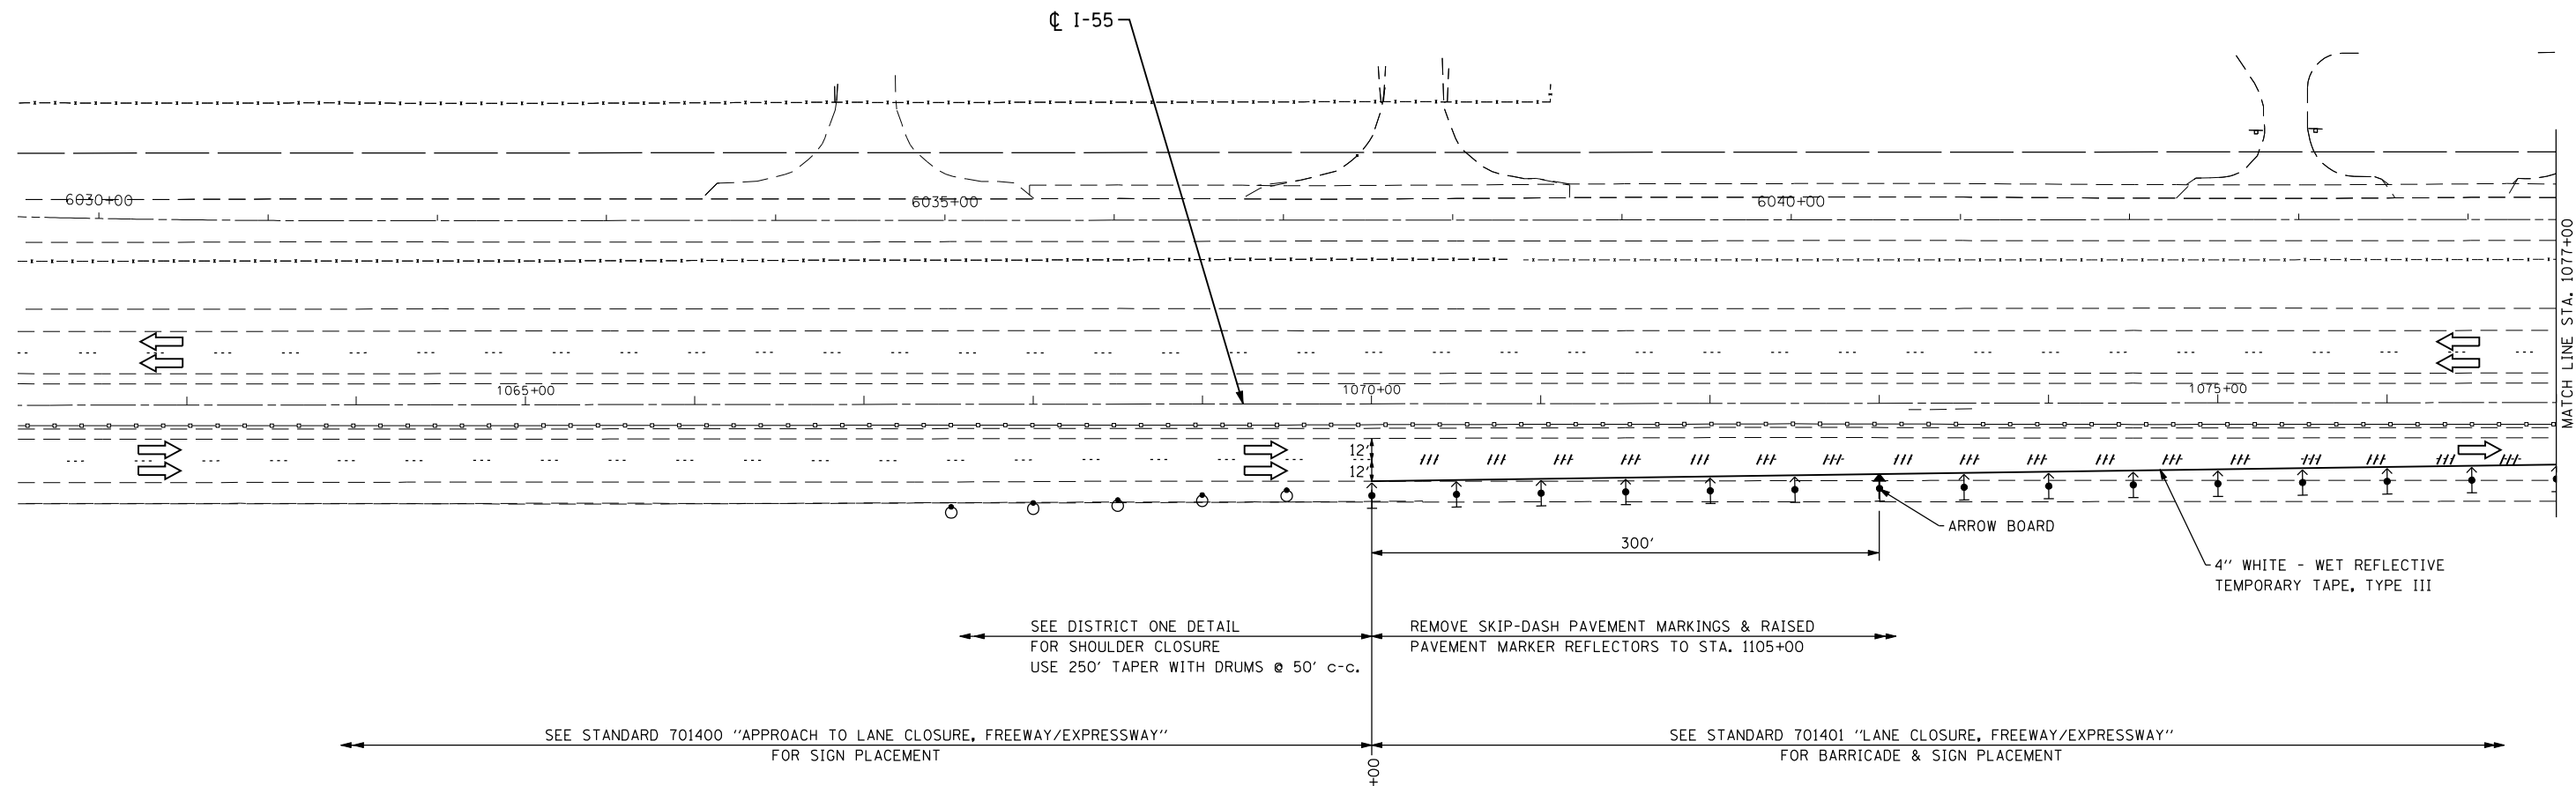 ℄ I-55
6030+00
6035+00
6040+00
1065+00
1070+00
1075+00
MATCH LINE STA. 1077+00
12'
12'
ARROW BOARD
300'
4" WHITE - WET REFLECTIVE
TEMPORARY TAPE, TYPE III
SEE DISTRICT ONE DETAIL
FOR SHOULDER CLOSURE
USE 250' TAPER WITH DRUMS @ 50' c-c.
REMOVE SKIP-DASH PAVEMENT MARKINGS & RAISED
PAVEMENT MARKER REFLECTORS TO STA. 1105+00
SEE STANDARD 701400 "APPROACH TO LANE CLOSURE, FREEWAY/EXPRESSWAY"
FOR SIGN PLACEMENT
SEE STANDARD 701401 "LANE CLOSURE, FREEWAY/EXPRESSWAY"
FOR BARRICADE & SIGN PLACEMENT
+00